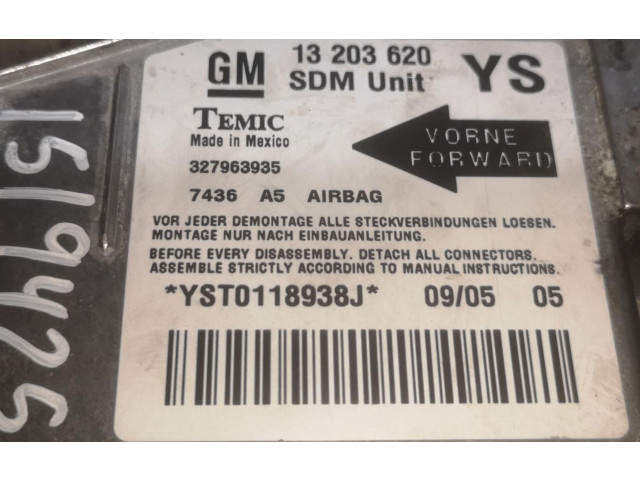 GM 13 203 620 YS
SDM Unit
TEMIC
Made in Mexico
VORNE
FORWARD
327963935
7436 A5 AIRBAG
VOR JEDER DEMONTAGE ALLE STECKVERBINDUNGEN LOESEN.
MONTAGE NUR NACH EINBAUANLEITUNG.
BEFORE EVERY DISASSEMBLY. DETACH ALL CONNECTORS.
ASSEMBLE STRICTLY ACCORDING TO MANUAL INSTRUCTIONS.
*YST0118938J* 09/05 05
1519425